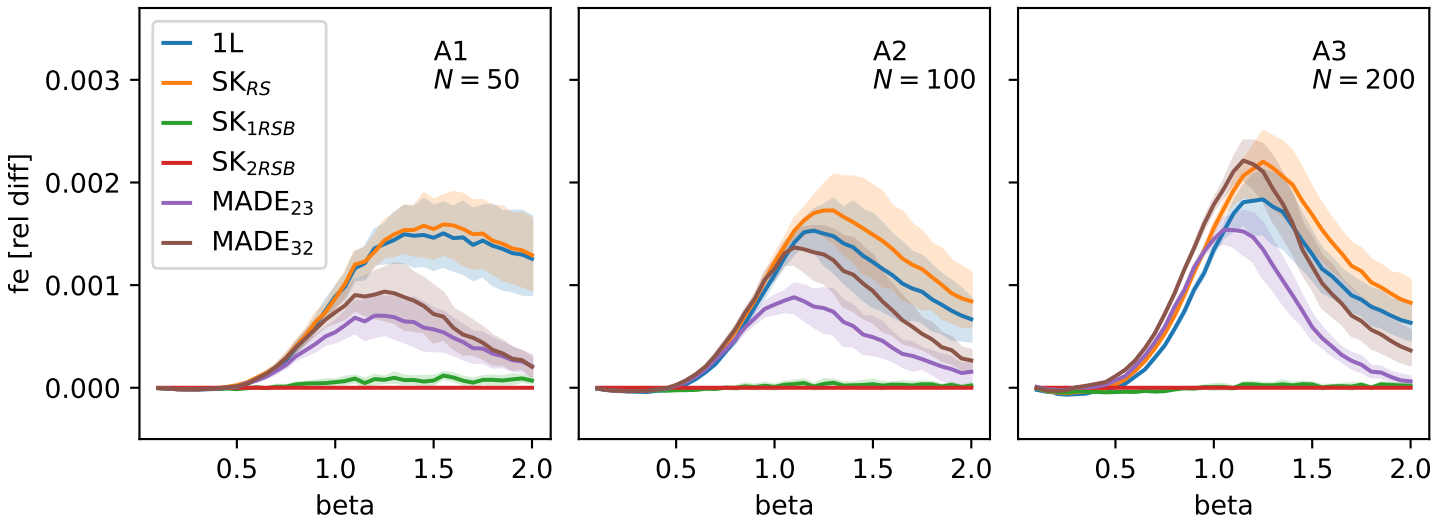 fe [rel diff]
0.003
0.002
0.001
0.000
1L
SK_RS
SK_1RSB
SK_2RSB
MADE_23
MADE_32
A1
N = 50
0.5 1.0 1.5 2.0
beta
A2
N = 100
0.5 1.0 1.5 2.0
beta
A3
N = 200
0.5 1.0 1.5 2.0
beta